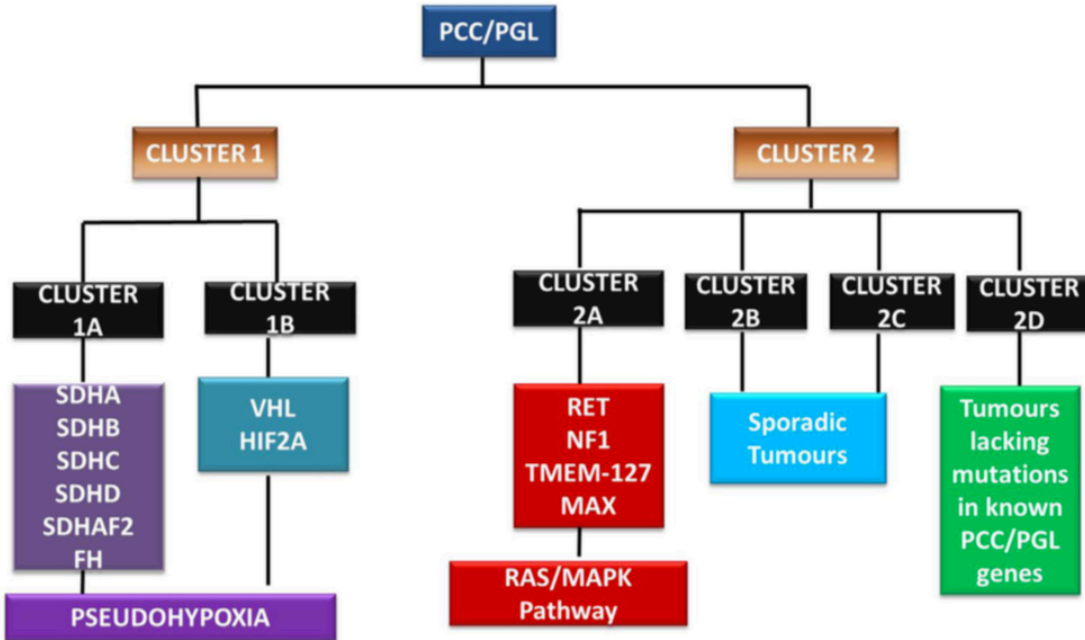 PCC/PGL
CLUSTER 1
CLUSTER 2
CLUSTER
1A
CLUSTER
1B
CLUSTER
2A
CLUSTER
2B
CLUSTER
2C
CLUSTER
2D
SDHA
SDHB
SDHC
SDHD
SDHAF2
FH
VHL
HIF2A
RET
NF1
TMEM-127
MAX
Sporadic
Tumours
Tumours
lacking
mutations
in known
PCC/PGL
genes
PSEUDOHYPOXIA
RAS/MAPK
Pathway